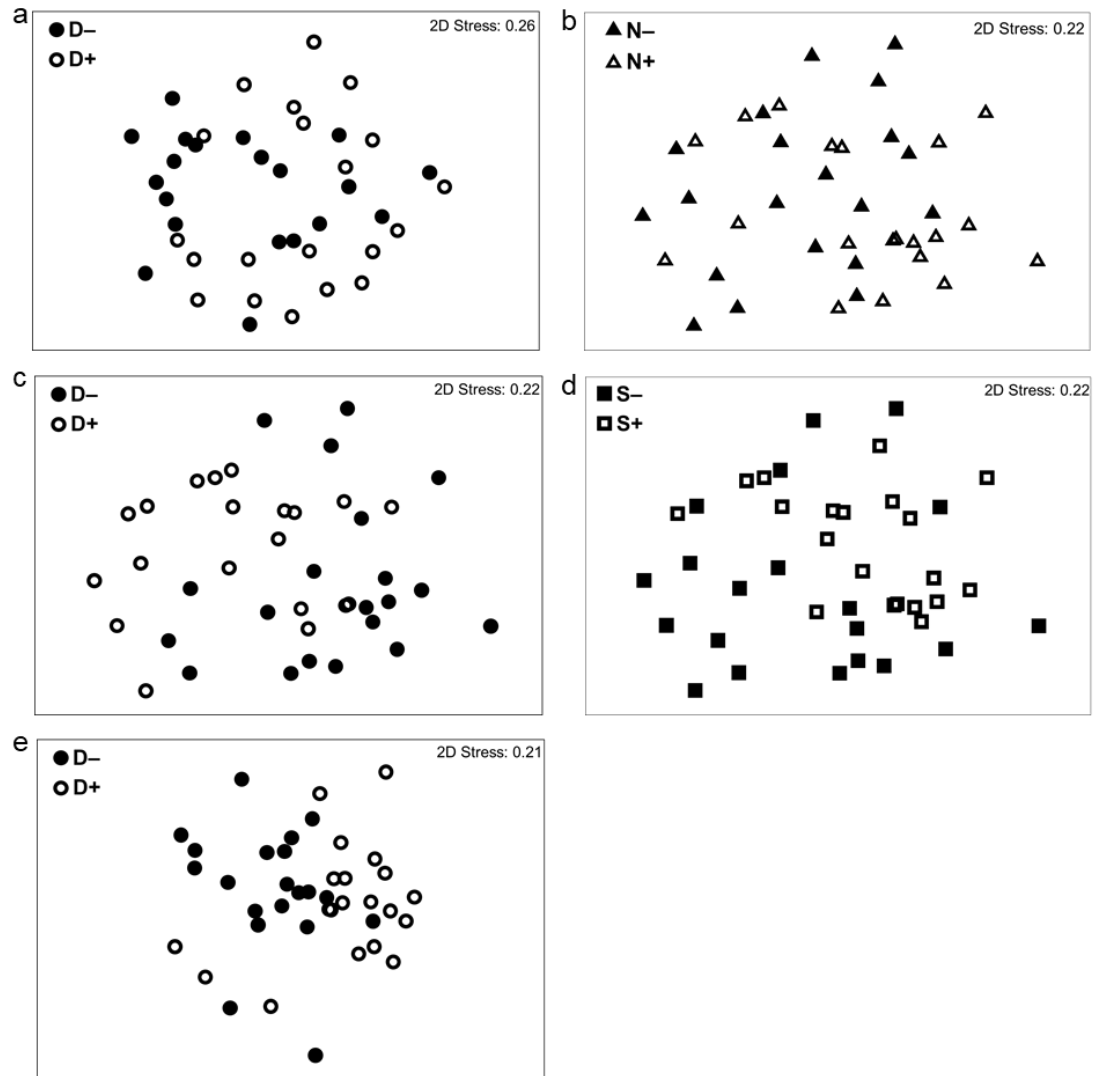 a
D–
D+
2D Stress: 0.26
b
N–
N+
2D Stress: 0.22
c
D–
D+
2D Stress: 0.22
d
S–
S+
2D Stress: 0.22
e
D–
D+
2D Stress: 0.21